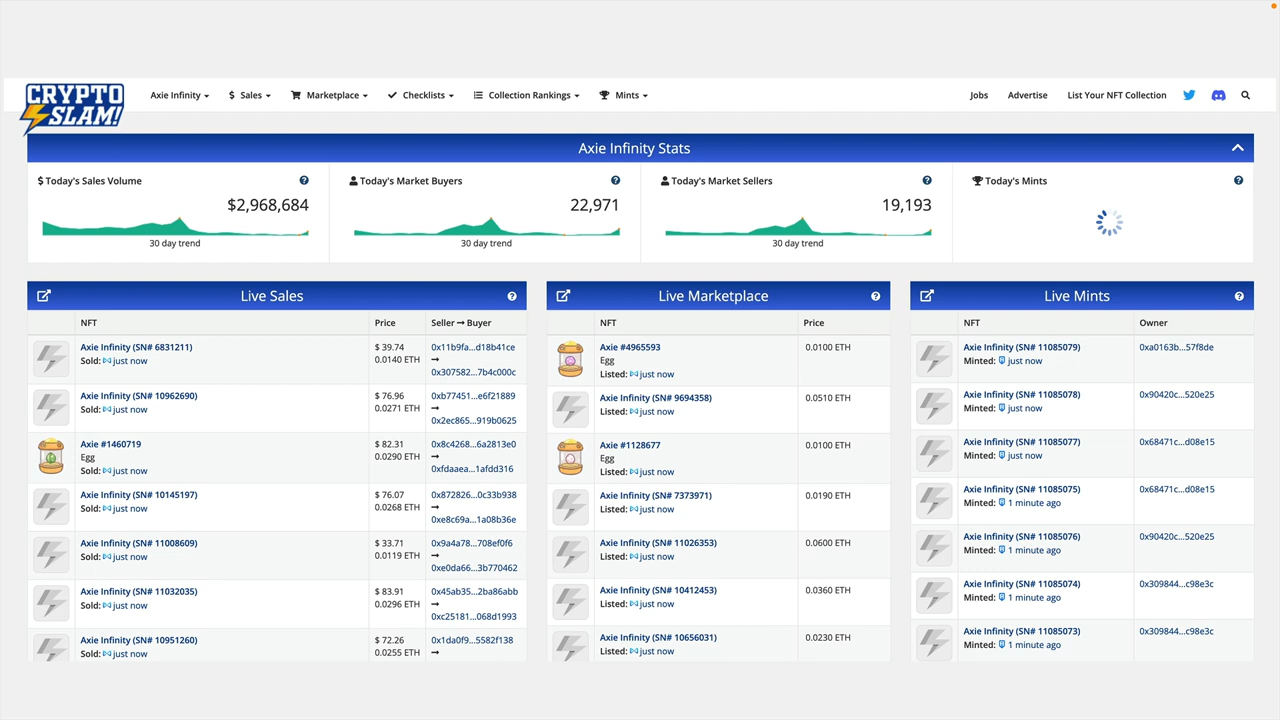 CRYPTO
SLAM!
Axie Infinity
$ Sales
Marketplace
Checklists
Collection Rankings
Mints
Jobs
Advertise
List Your NFT Collection
Axie Infinity Stats
$ Today's Sales Volume
$2,968,684
30 day trend
Today's Market Buyers
22,971
30 day trend
Today's Market Sellers
19,193
30 day trend
Today's Mints
Live Sales
NFT Price Seller → Buyer
Axie Infinity (SN# 6831211) $ 39.74 0x11b9fa...d18b41ce
Sold: just now 0.0140 ETH →
0x307582...7b4c000c
Axie Infinity (SN# 10962690) $ 76.96 0xb77451...e6f21889
Sold: just now 0.0271 ETH →
0x2ec865...919b0625
Axie #1460719 $ 82.31 0x8c4268...6a2813e0
Egg 0.0290 ETH →
Sold: just now 0xfdaaea...1afdd316
Axie Infinity (SN# 10145197) $ 76.07 0x872826...0c33b938
Sold: just now 0.0268 ETH →
0xe8c69a...1a08b36e
Axie Infinity (SN# 11008609) $ 33.71 0x9a4a78...708ef0f6
Sold: just now 0.0119 ETH →
0xe0da66...3b770462
Axie Infinity (SN# 11032035) $ 83.91 0x45ab35...2ba86abb
Sold: just now 0.0296 ETH →
0xc25181...068d1993
Axie Infinity (SN# 10951260) $ 72.26 0x1da0f9...5582f138
Sold: just now 0.0255 ETH →
Live Marketplace
NFT Price
Axie #4965593 0.0100 ETH
Egg
Listed: just now
Axie Infinity (SN# 9694358) 0.0510 ETH
Listed: just now
Axie #1128677 0.0100 ETH
Egg
Listed: just now
Axie Infinity (SN# 7373971) 0.0190 ETH
Listed: just now
Axie Infinity (SN# 11026353) 0.0600 ETH
Listed: just now
Axie Infinity (SN# 10412453) 0.0360 ETH
Listed: just now
Axie Infinity (SN# 10656031) 0.0230 ETH
Listed: just now
Live Mints
NFT Owner
Axie Infinity (SN# 11085079) 0xa0163b...57f8de
Minted: just now
Axie Infinity (SN# 11085078) 0x90420c...520e25
Minted: just now
Axie Infinity (SN# 11085077) 0x68471c...d08e15
Minted: just now
Axie Infinity (SN# 11085075) 0x68471c...d08e15
Minted: 1 minute ago
Axie Infinity (SN# 11085076) 0x90420c...520e25
Minted: 1 minute ago
Axie Infinity (SN# 11085074) 0x309844...c98e3c
Minted: 1 minute ago
Axie Infinity (SN# 11085073) 0x309844...c98e3c
Minted: 1 minute ago